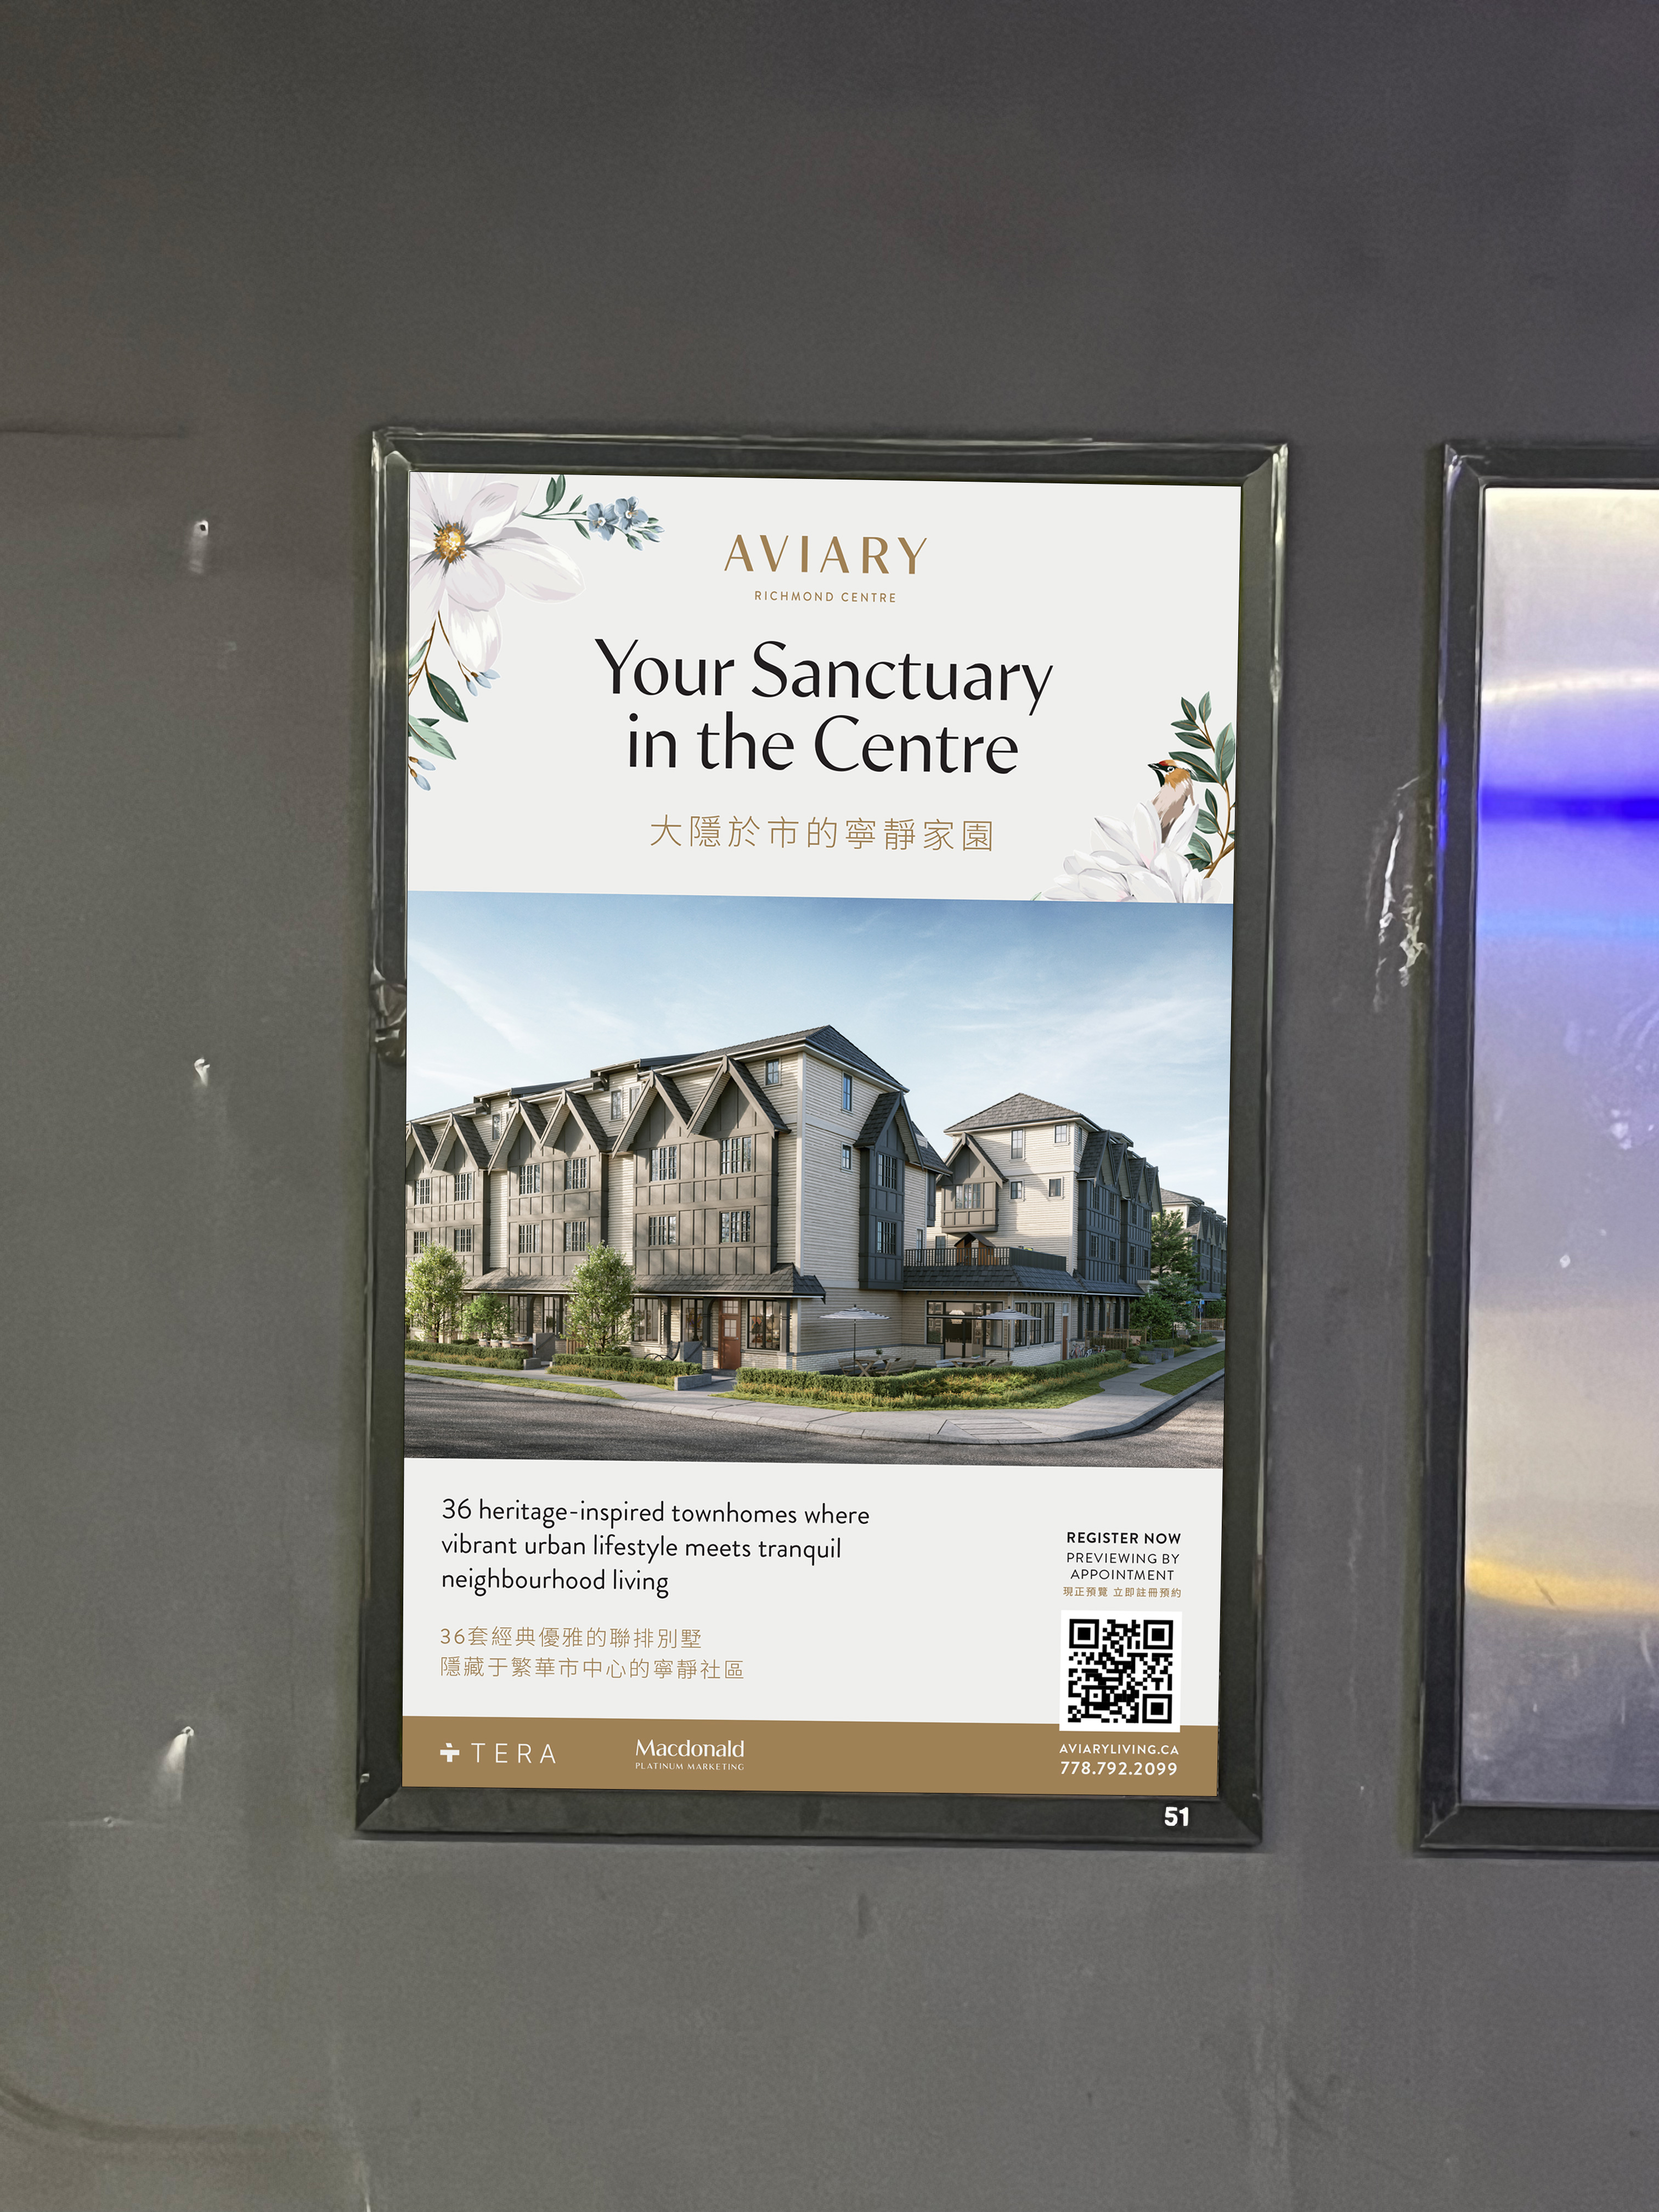 AVIARY
RICHMOND CENTRE
Your Sanctuary
in the Centre
大隱於市的寧靜家園
36 heritage-inspired townhomes where
vibrant urban lifestyle meets tranquil
neighbourhood living
36套經典優雅的聯排別墅
隱藏于繁華市中心的寧靜社區
REGISTER NOW
PREVIEWING BY
APPOINTMENT
現正預覽 立即註冊預約
TERA
Macdonald
PLATINUM MARKETING
AVIARYLIVING.CA
778.792.2099
51